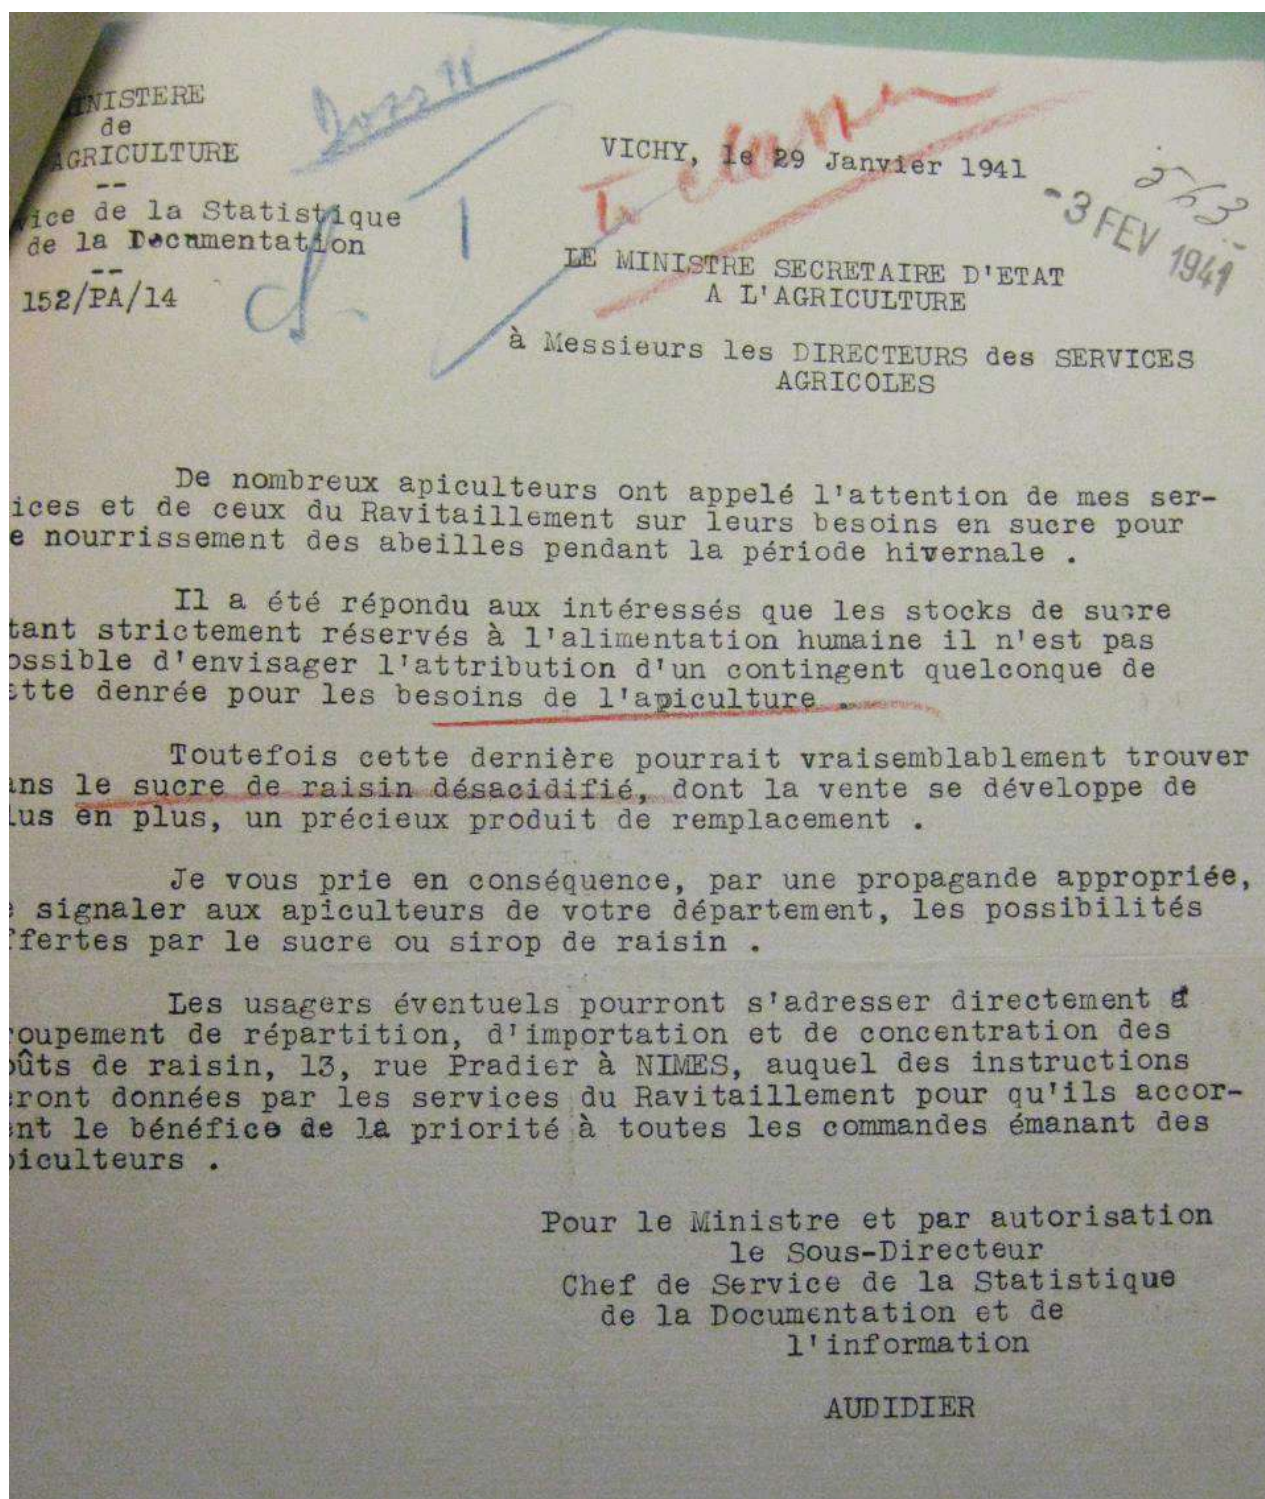 NISTERE
de
AGRICULTURE
--
ice de la Statistique
de la Documentation
--
152/PA/14
VICHY, le 29 Janvier 1941
263
-3 FEV 1941
LE MINISTRE SECRETAIRE D'ETAT
A L'AGRICULTURE
à Messieurs les DIRECTEURS des SERVICES
AGRICOLES
De nombreux apiculteurs ont appelé l'attention de mes ser-
ices et de ceux du Ravitaillement sur leurs besoins en sucre pour
e nourrissement des abeilles pendant la période hivernale .
Il a été répondu aux intéressés que les stocks de sucre
tant strictement réservés à l'alimentation humaine il n'est pas
ossible d'envisager l'attribution d'un contingent quelconque de
ette denrée pour les besoins de l'apiculture .
Toutefois cette dernière pourrait vraisemblablement trouver
ans le sucre de raisin désacidifié, dont la vente se développe de
lus en plus, un précieux produit de remplacement .
Je vous prie en conséquence, par une propagande appropriée,
e signaler aux apiculteurs de votre département, les possibilités
ffertes par le sucre ou sirop de raisin .
Les usagers éventuels pourront s'adresser directement
roupement de répartition, d'importation et de concentration des
oûts de raisin, 13, rue Pradier à NIMES, auquel des instructions
eront données par les services du Ravitaillement pour qu'ils accor-
ent le bénéfice de la priorité à toutes les commandes émanant des
piculteurs .
Pour le Ministre et par autorisation
le Sous-Directeur
Chef de Service de la Statistique
de la Documentation et de
l'information
AUDIDIER